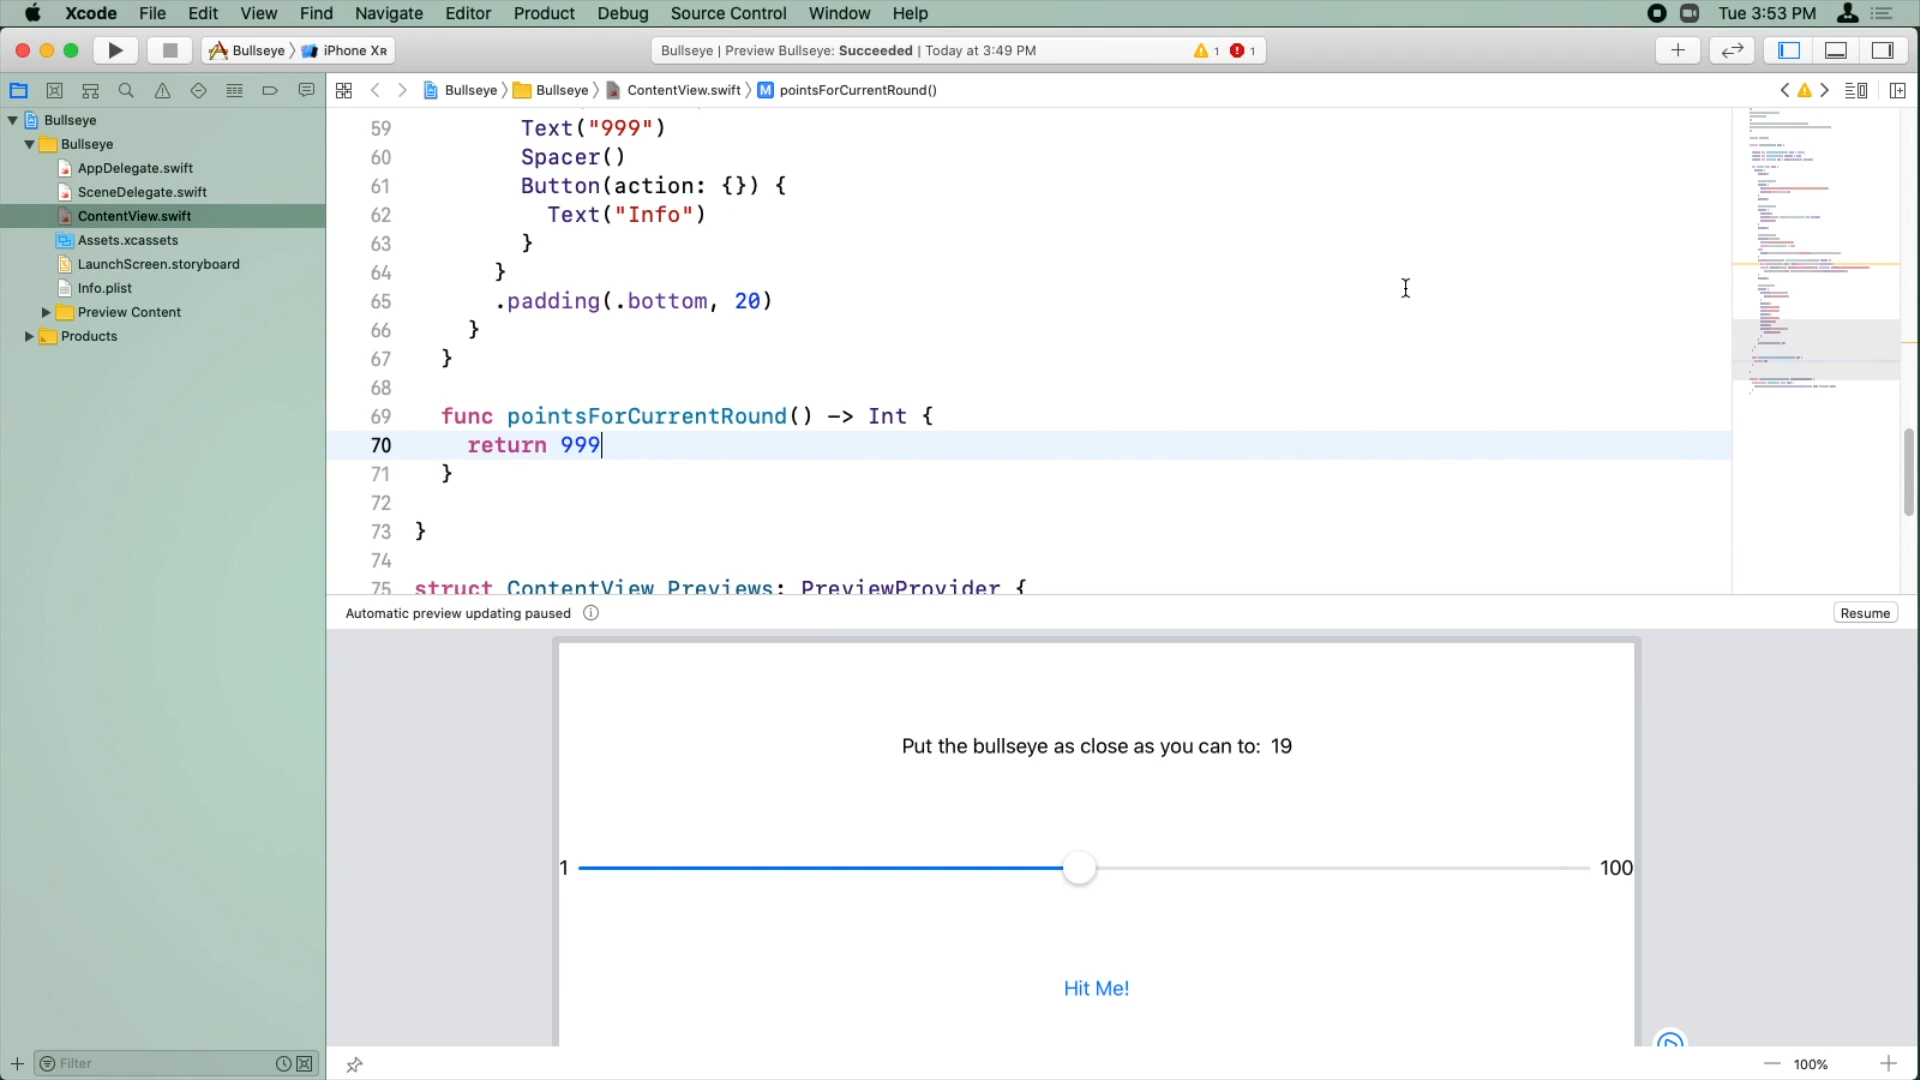 Xcode File Edit View Find Navigate Editor Product Debug Source Control Window Help Tue 3:53 PM
Bullseye iPhone XR Bullseye | Preview Bullseye: Succeeded | Today at 3:49 PM 1 1
Bullseye Bullseye ContentView.swift M pointsForCurrentRound()
Bullseye
Bullseye
AppDelegate.swift
SceneDelegate.swift
ContentView.swift
Assets.xcassets
LaunchScreen.storyboard
Info.plist
Preview Content
Products
59 Text("999")
60 Spacer()
61 Button(action: {}) {
62 Text("Info")
63 }
64 }
65 .padding(.bottom, 20)
66 }
67 }
68
69 func pointsForCurrentRound() -> Int {
70 return 999
71 }
72
73 }
74
75 struct ContentView_Previews: PreviewProvider {
Automatic preview updating paused Resume
Put the bullseye as close as you can to: 19
1 100
Hit Me!
Filter 100%